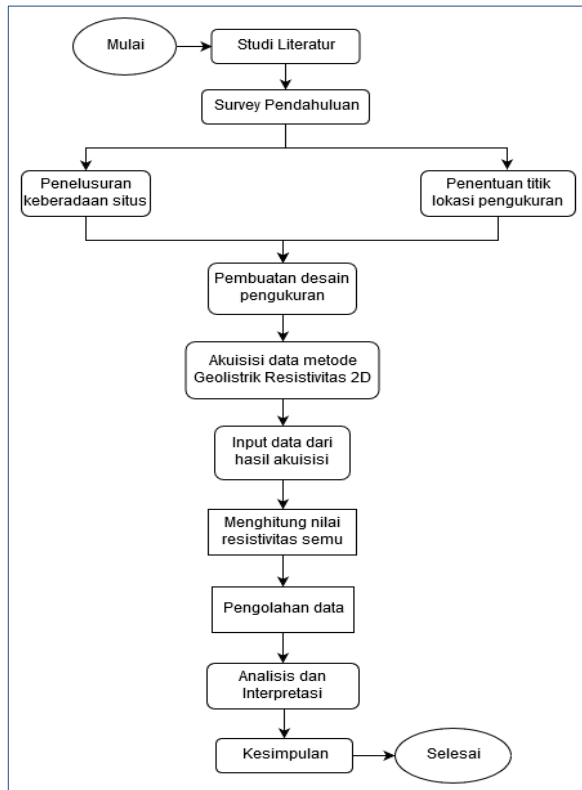 Mulai
Studi Literatur
Survey Pendahuluan
Penelusuran
keberadaan situs
Penentuan titik
lokasi pengukuran
Pembuatan desain
pengukuran
Akuisisi data metode
Geolistrik Resistivitas 2D
Input data dari
hasil akuisisi
Menghitung nilai
resistivitas semu
Pengolahan data
Analisis dan
Interpretasi
Kesimpulan
Selesai